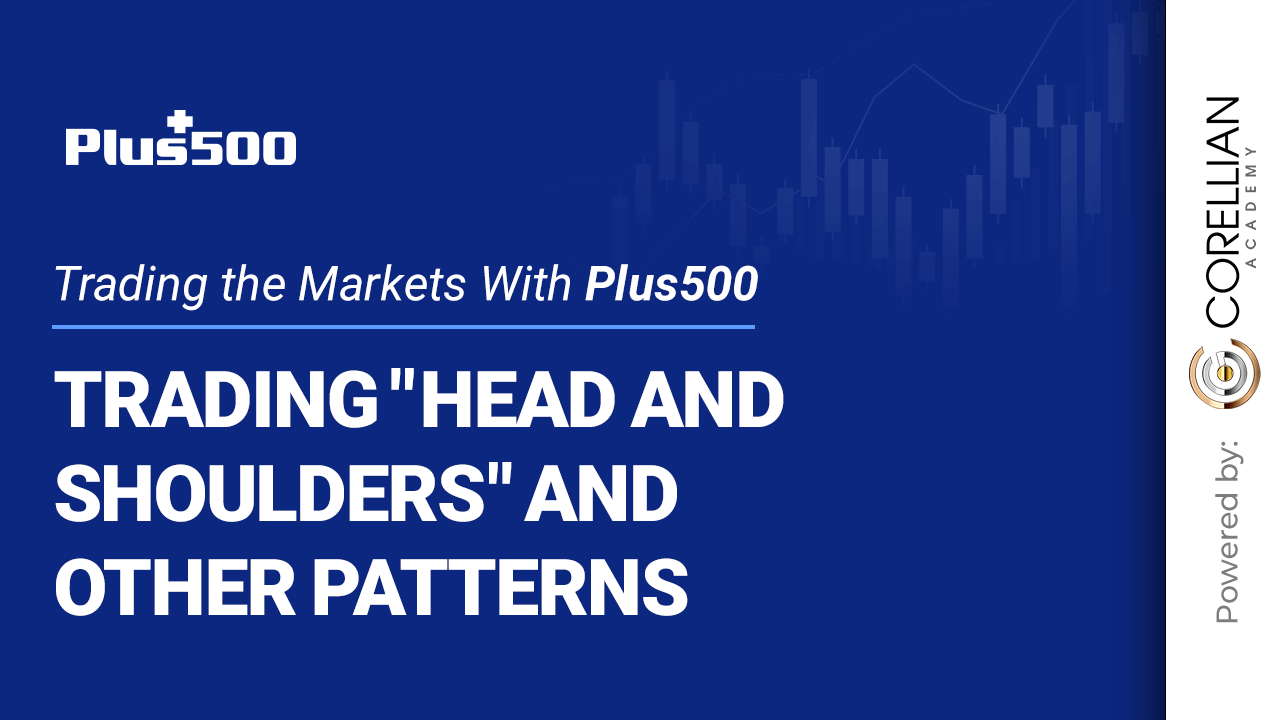 Plus500
Trading the Markets With Plus500
TRADING "HEAD AND
SHOULDERS" AND
OTHER PATTERNS
Powered by:
CORELLIAN
ACADEMY